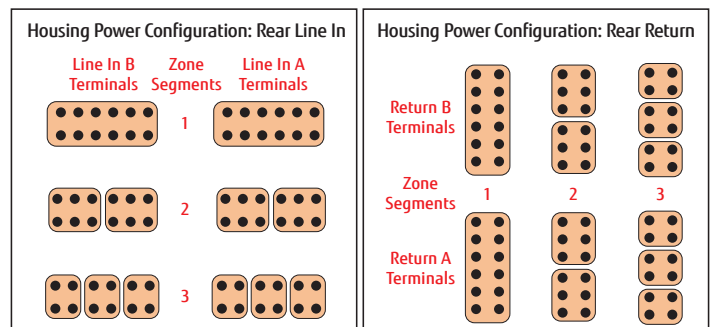 Housing Power Configuration: Rear Line In
Line In B Zone Line In A
Terminals Segments Terminals
1
2
3
Housing Power Configuration: Rear Return
Return B
Terminals
Zone
Segments 1 2 3
Return A
Terminals